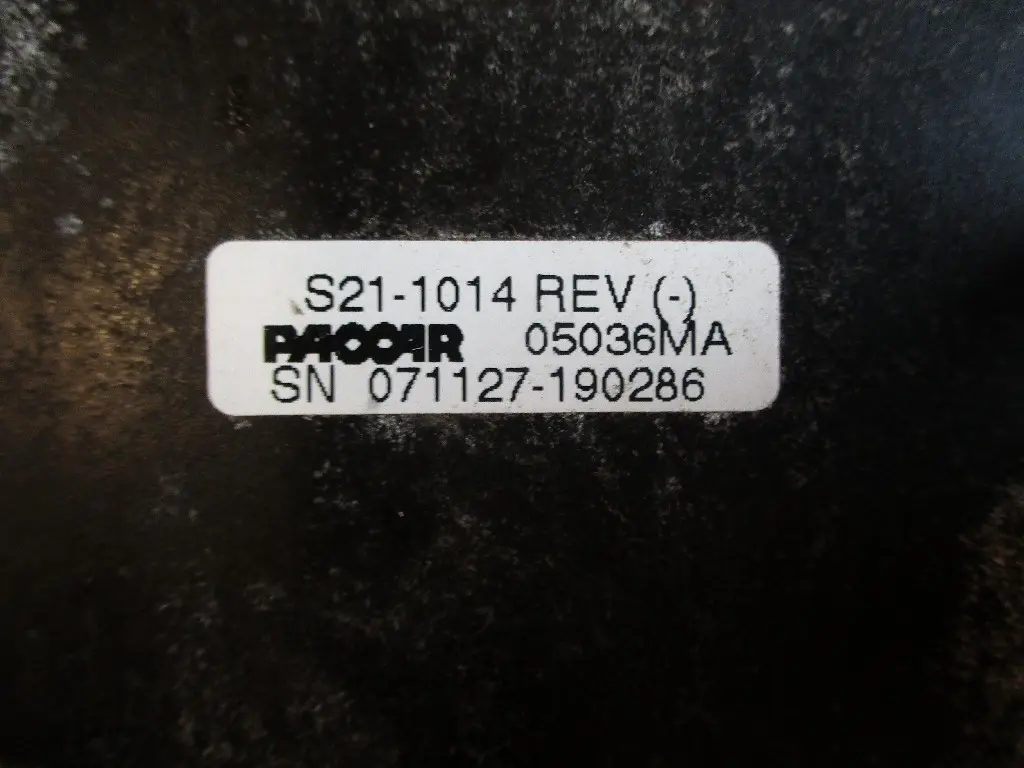 S21-1014 REV (-)
PACCAR 05036MA
SN 071127-190286